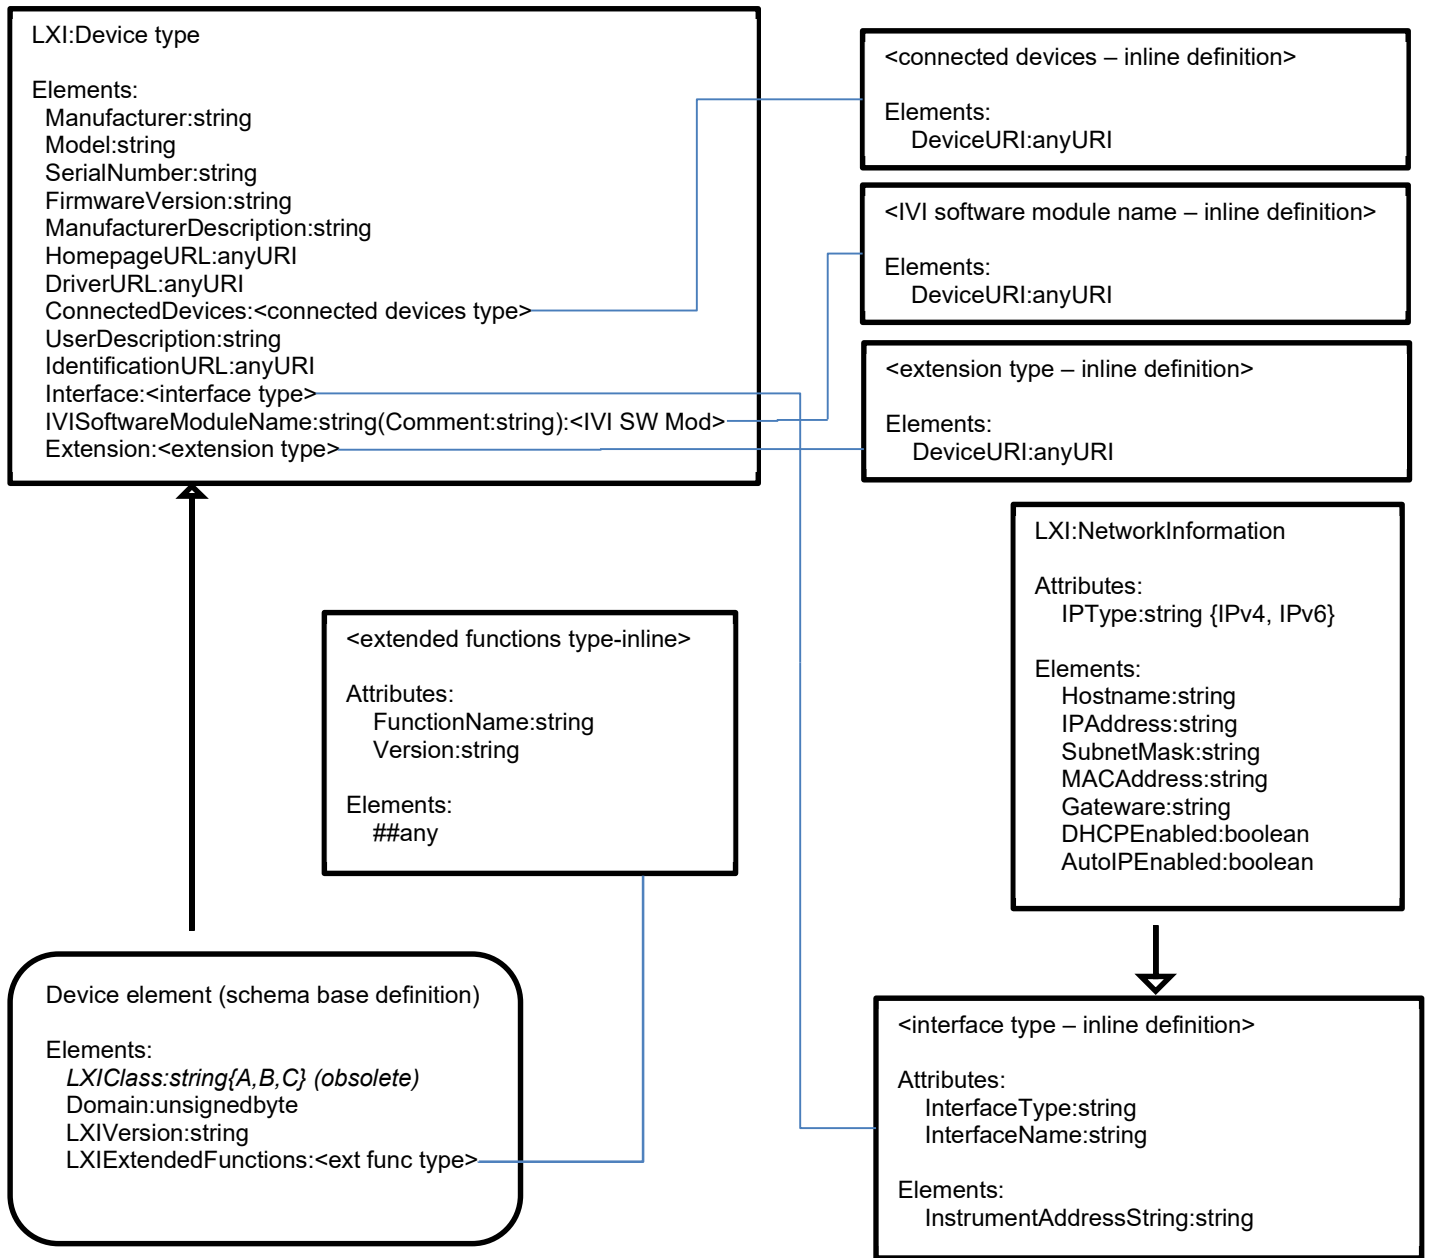 LXI:Device type
Elements:
Manufacturer:string
Model:string
SerialNumber:string
FirmwareVersion:string
ManufacturerDescription:string
HomepageURL:anyURI
DriverURL:anyURI
ConnectedDevices:<connected devices type>
UserDescription:string
IdentificationURL:anyURI
Interface:<interface type>
IVISoftwareModuleName:string(Comment:string):<IVI SW Mod>
Extension:<extension type>
<connected devices – inline definition>
Elements:
DeviceURI:anyURI
<IVI software module name – inline definition>
Elements:
DeviceURI:anyURI
<extension type – inline definition>
Elements:
DeviceURI:anyURI
LXI:NetworkInformation
Attributes:
IPType:string {IPv4, IPv6}
Elements:
Hostname:string
IPAddress:string
SubnetMask:string
MACAddress:string
Gateware:string
DHCPEnabled:boolean
AutoIPEnabled:boolean
<extended functions type-inline>
Attributes:
FunctionName:string
Version:string
Elements:
##any
Device element (schema base definition)
Elements:
LXIClass:string{A,B,C} (obsolete)
Domain:unsignedbyte
LXIVersion:string
LXIExtendedFunctions:<ext func type>
<interface type – inline definition>
Attributes:
InterfaceType:string
InterfaceName:string
Elements:
InstrumentAddressString:string